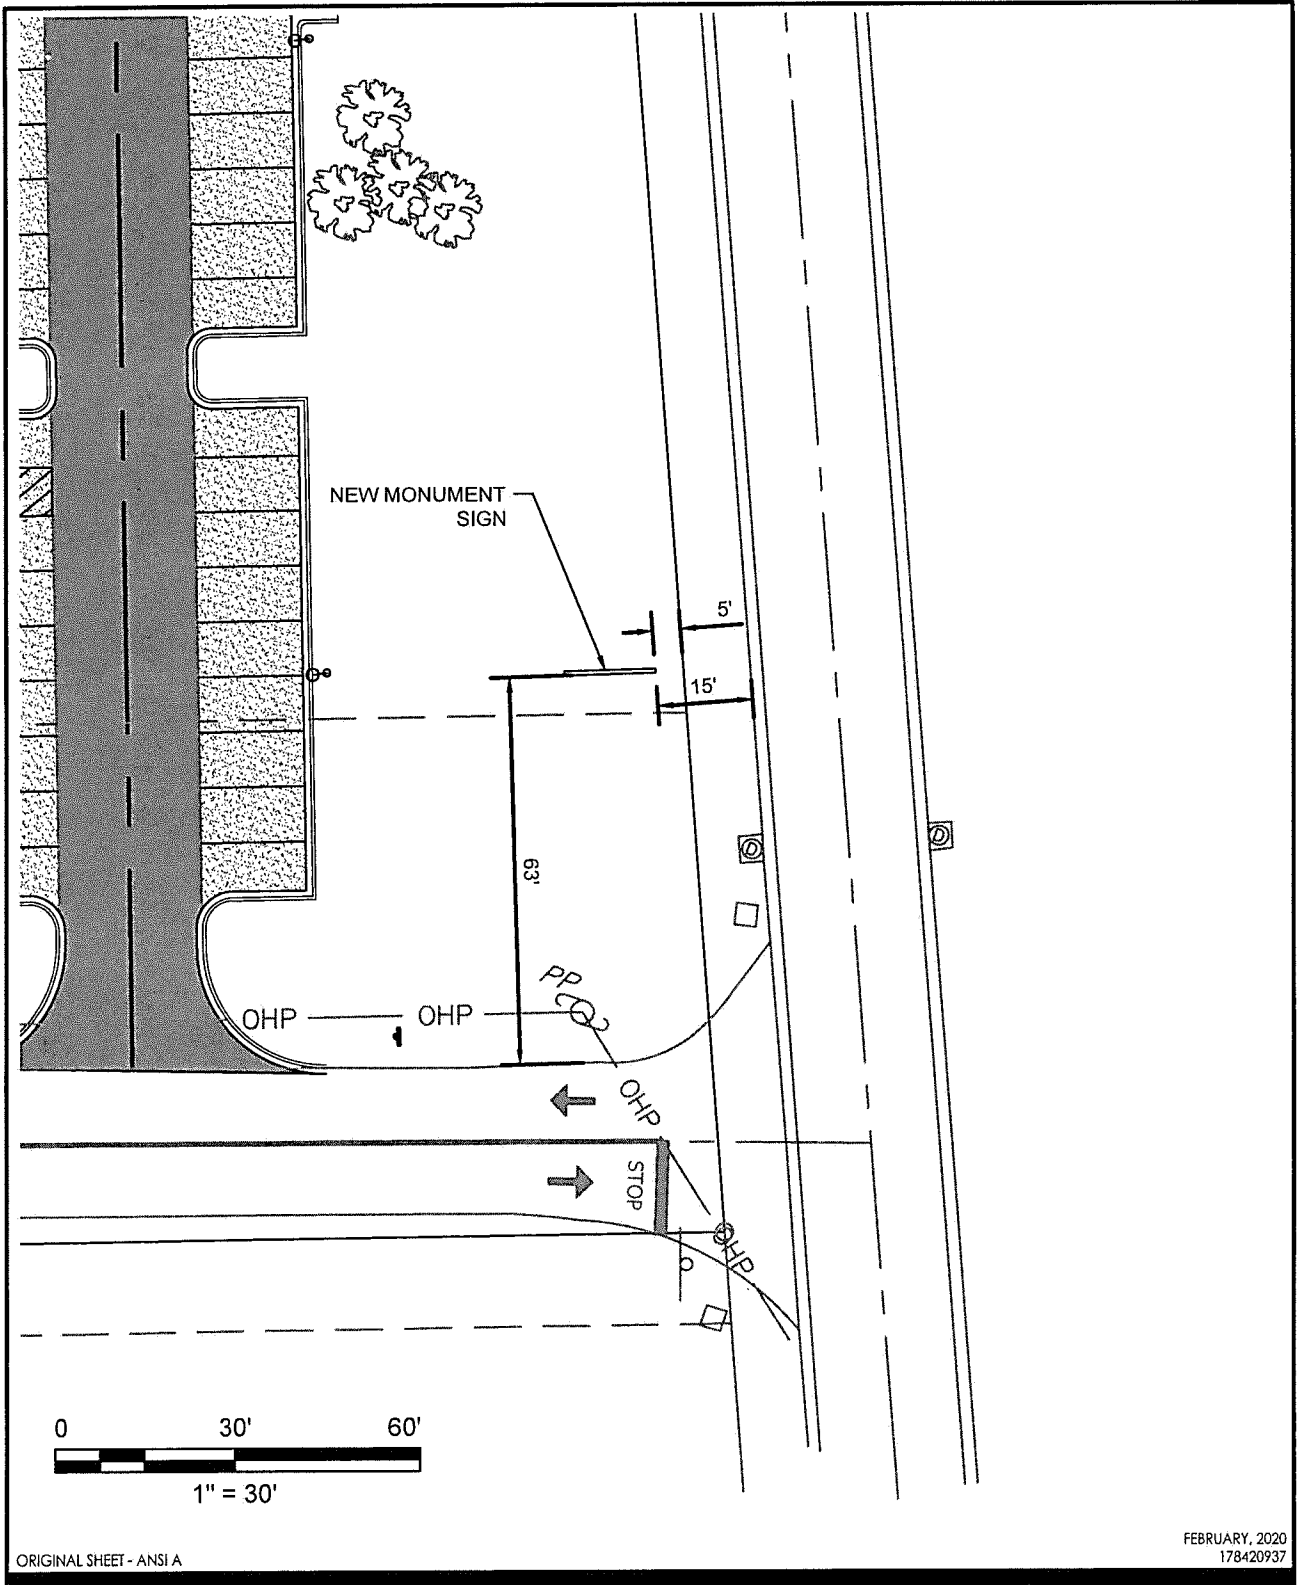 NEW MONUMENT
SIGN
5'
15'
63'
PP
OHP
OHP
OHP
STOP
OHP
D
D
0 30' 60'
1" = 30'
ORIGINAL SHEET - ANSI A
FEBRUARY, 2020
178420937